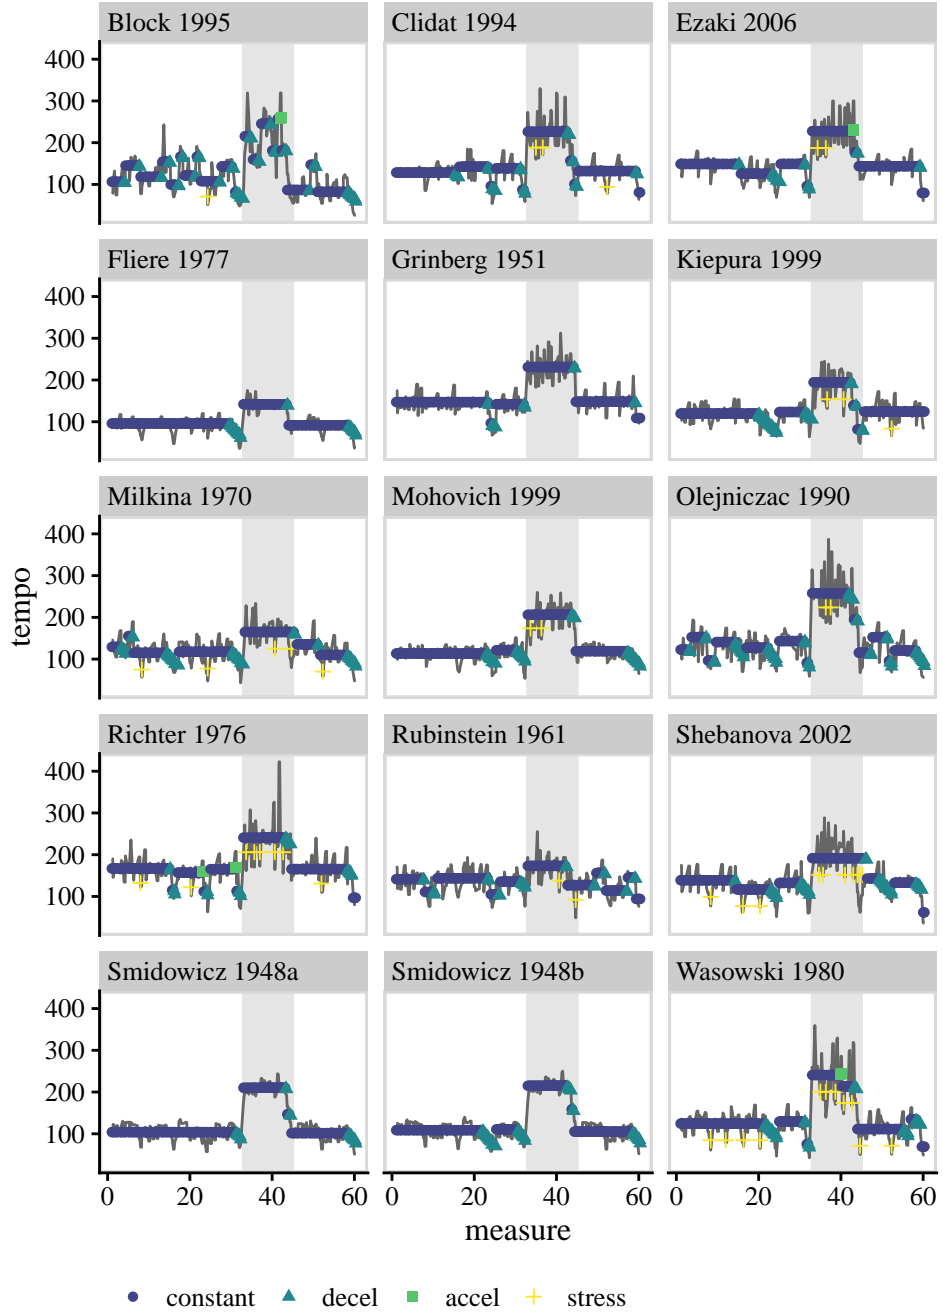 Block 1995 Clidat 1994 Ezaki 2006
400
300
200
100
Fliere 1977 Grinberg 1951 Kiepura 1999
400
300
200
100
Milkina 1970 Mohovich 1999 Olejniczac 1990
400
300
200
100
tempo
Richter 1976 Rubinstein 1961 Shebanova 2002
400
300
200
100
Smidowicz 1948a Smidowicz 1948b Wasowski 1980
400
300
200
100
0 20 40 60 0 20 40 60 0 20 40 60
measure
constant decel accel stress